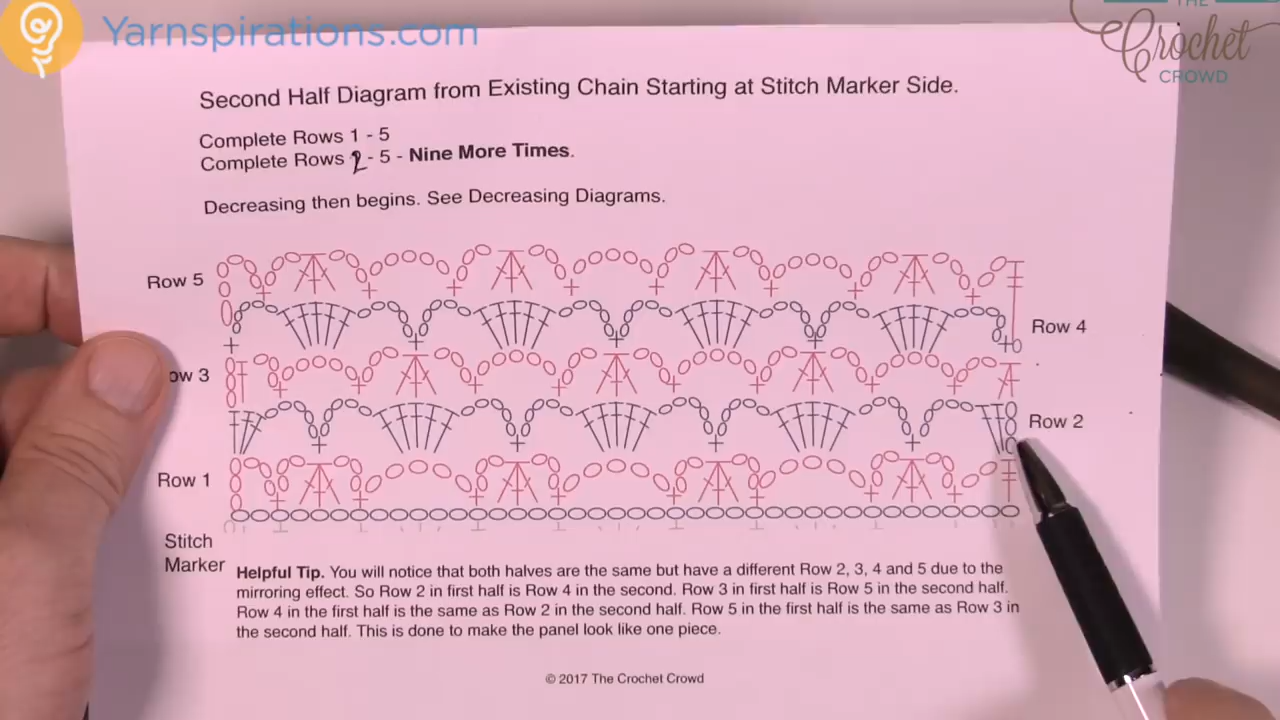 Yarnspirations.com
THE
Crochet
CROWD
Second Half Diagram from Existing Chain Starting at Stitch Marker Side.
Complete Rows 1 - 5
Complete Rows 2 - 5 - Nine More Times.
Decreasing then begins. See Decreasing Diagrams.
Row 5
Row 4
ow 3
Row 2
Row 1
Stitch
Marker
Helpful Tip. You will notice that both halves are the same but have a different Row 2, 3, 4 and 5 due to the
mirroring effect. So Row 2 in first half is Row 4 in the second. Row 3 in first half is Row 5 in the second half.
Row 4 in the first half is the same as Row 2 in the second half. Row 5 in the first half is the same as Row 3 in
the second half. This is done to make the panel look like one piece.
© 2017 The Crochet Crowd